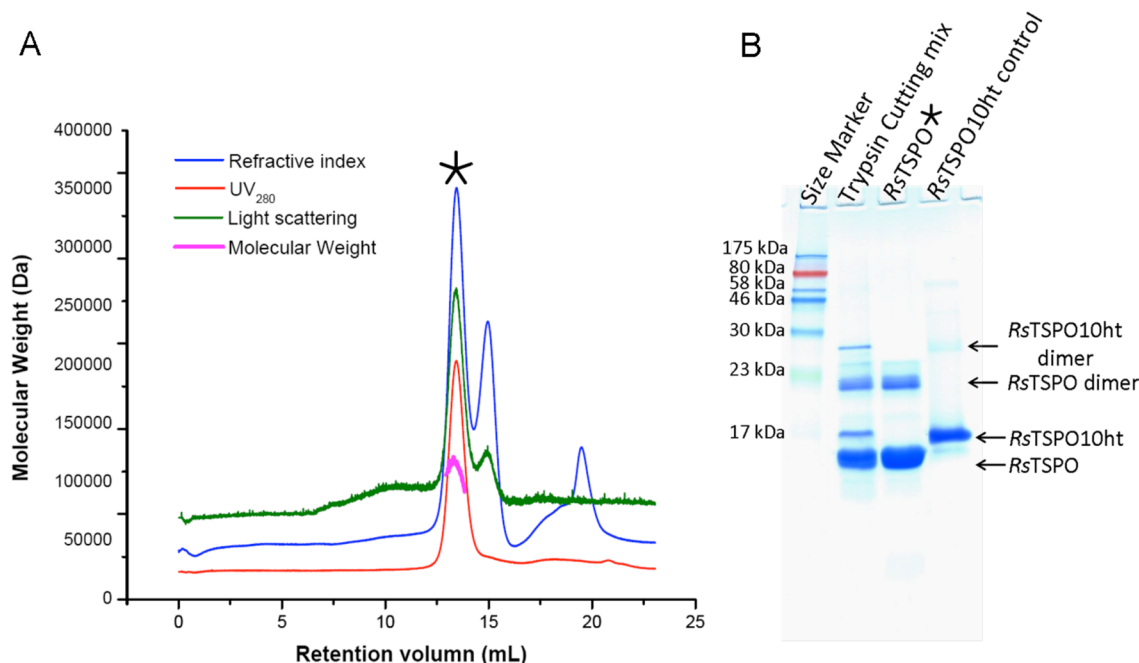 A
Molecular Weight (Da)
400000
350000
300000
250000
200000
150000
100000
50000
0
Refractive index
UV280
Light scattering
Molecular Weight
0 5 10 15 20
Retention volumn (mL)
B
Size Marker
Trypsin Cutting mix
RsTSPO
RsTSPO10ht control
175 kDa
80 kDa
58 kDa
46 kDa
30 kDa
23 kDa
17 kDa
RsTSPO10ht
dimer
RsTSPO dimer
RsTSPO10ht
RsTSPO